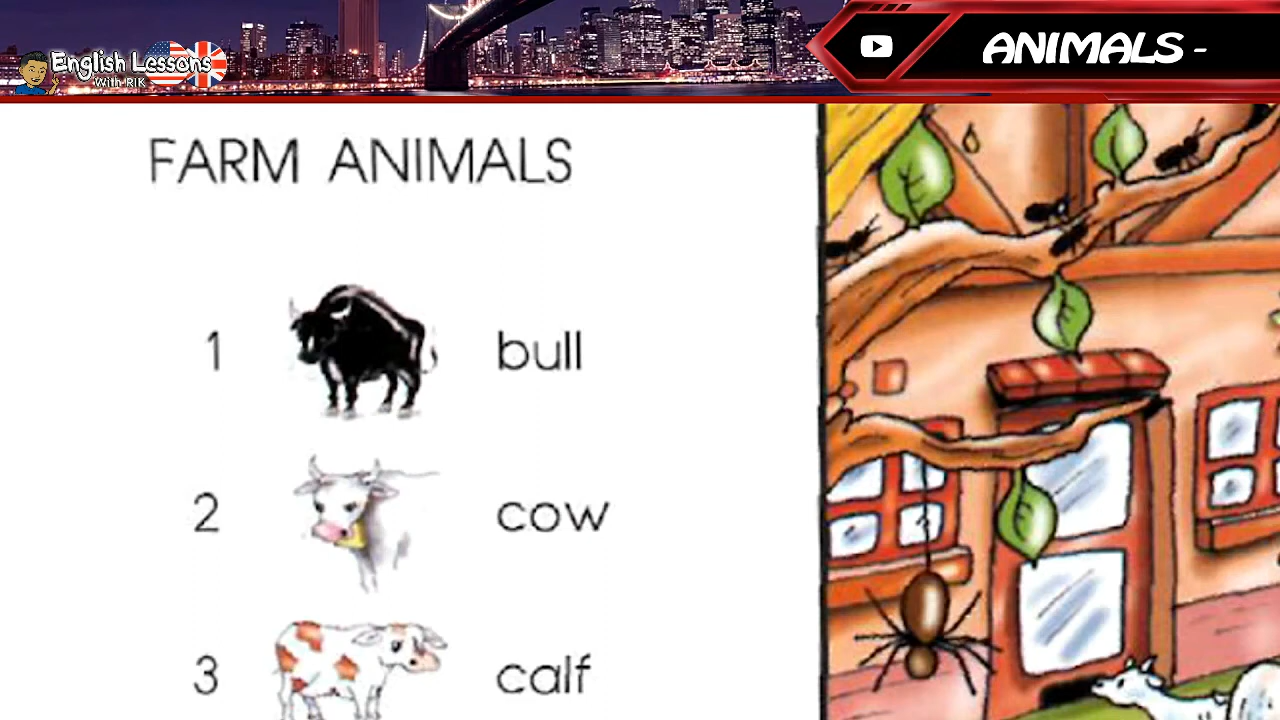 English Lessons
With RIK
ANIMALS -
FARM ANIMALS
1 bull
2 cow
3 calf